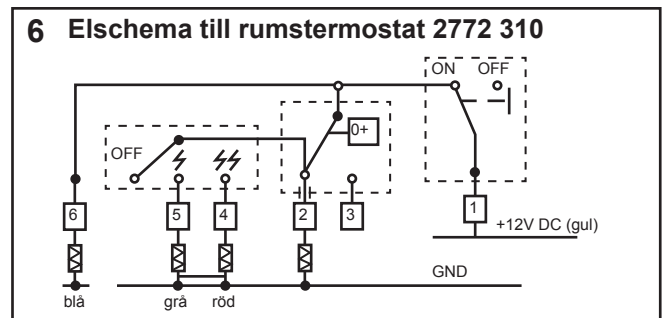 6 Elschema till rumstermostat 2772 310
ON OFF
0+
OFF
6 5 4 2 3 1
+12V DC (gul)
GND
blå grå röd